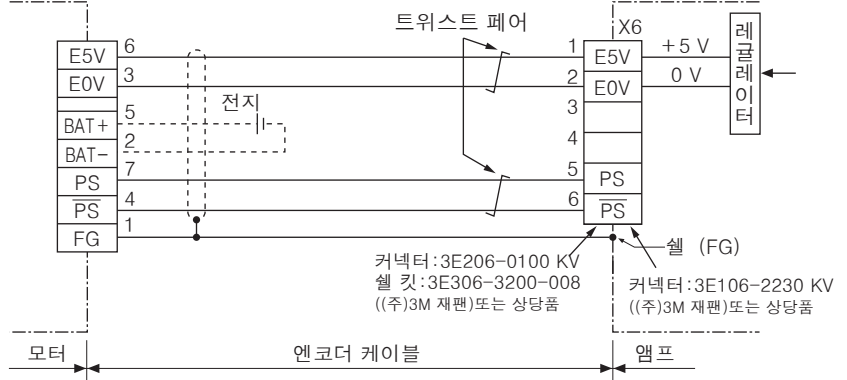 트위스트 페어
X6
레귤레이터
E5V 6 1 E5V +5 V
E0V 3 2 E0V 0 V
전지
3
BAT+ 5
4
BAT- 2
PS 7 5 PS
P̅S̅ 4 6 P̅S̅
FG 1
쉘 (FG)
커넥터:3E206-0100 KV
쉘 킷:3E306-3200-008
((주)3M 재팬)또는 상당품
커넥터:3E106-2230 KV
((주)3M 재팬)또는 상당품
모터 엔코더 케이블 앰프